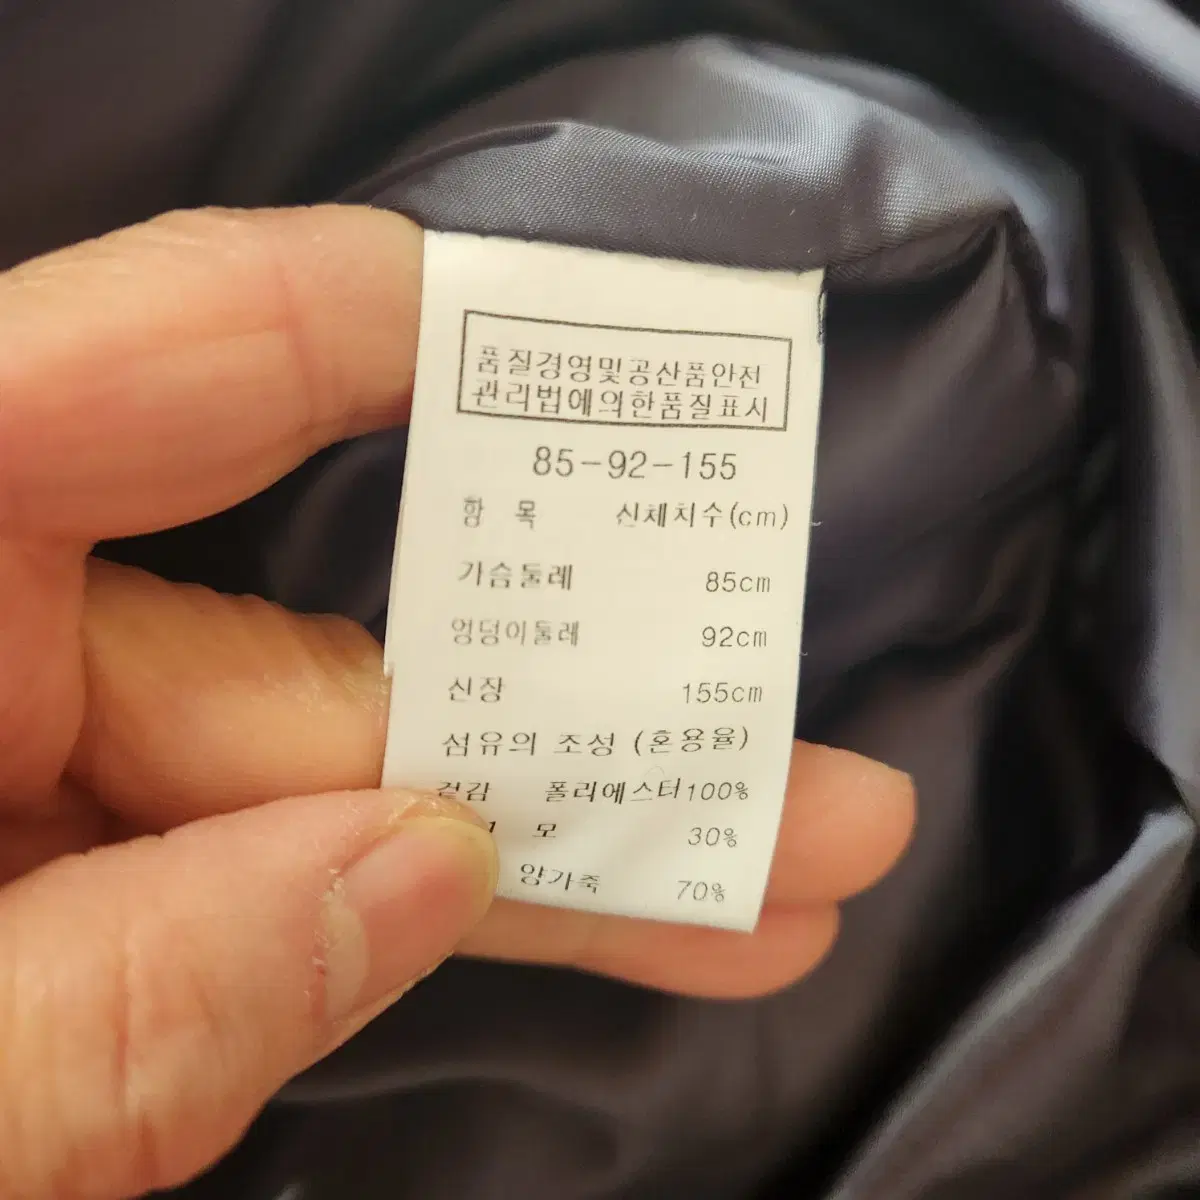 품질경영및공산품안전
관리법에의한품질표시
85-92-155
항 목 신체치수(cm)
가슴둘레 85cm
엉덩이둘레 92cm
신장 155cm
섬유의 조성 (혼용율)
겉감 폴리에스터100%
모 30%
양가죽 70%